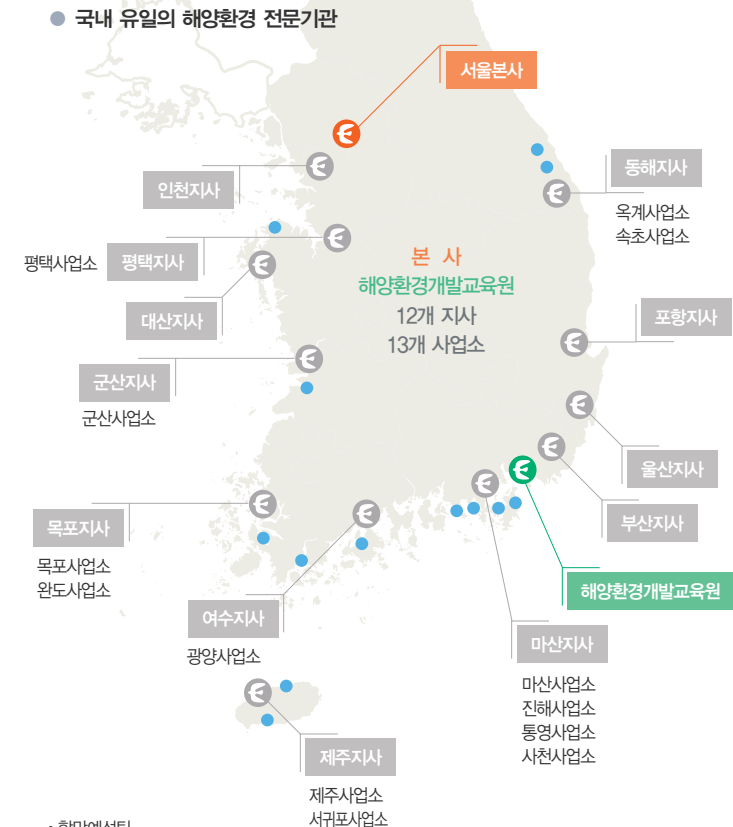 국내 유일의 해양환경 전문기관
서울본사
인천지사
동해지사
옥계사업소
속초사업소
평택사업소
평택지사
본 사
해양환경개발교육원
12개 지사
13개 사업소
대산지사
포항지사
군산지사
군산사업소
울산지사
목포지사
목포사업소
완도사업소
부산지사
해양환경개발교육원
여수지사
광양사업소
마산지사
마산사업소
진해사업소
통영사업소
사천사업소
제주지사
제주사업소
서귀포사업소